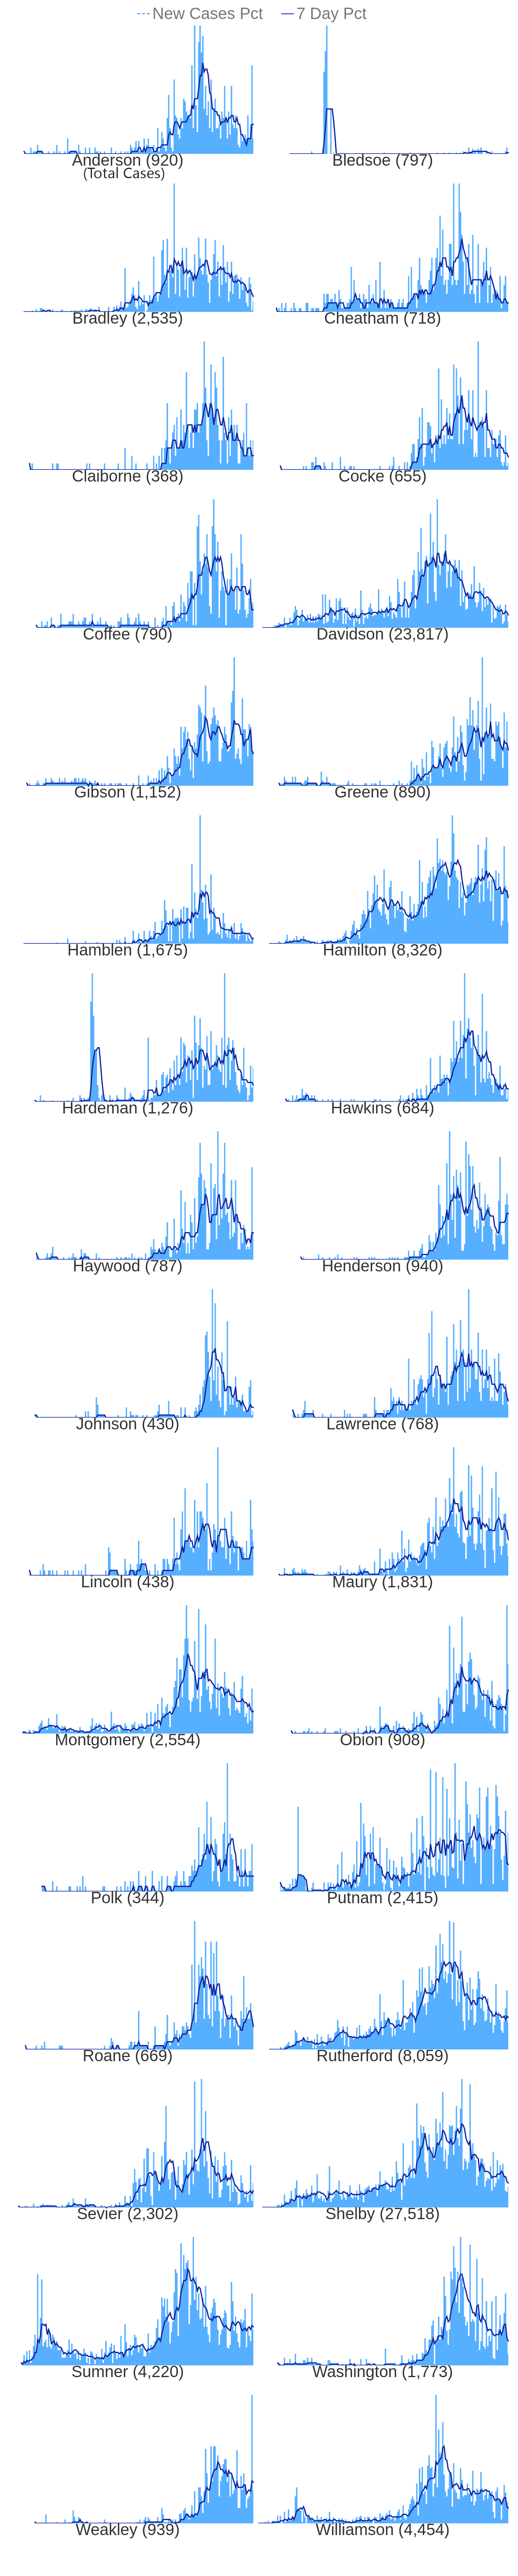 New Cases Pct 7 Day Pct
Anderson (920) Bledsoe (797)
(Total Cases)
Bradley (2,535) Cheatham (718)
Claiborne (368) Cocke (655)
Coffee (790) Davidson (23,817)
Gibson (1,152) Greene (890)
Hamblen (1,675) Hamilton (8,326)
Hardeman (1,276) Hawkins (684)
Haywood (787) Henderson (940)
Johnson (430) Lawrence (768)
Lincoln (438) Maury (1,831)
Montgomery (2,554) Obion (908)
Polk (344) Putnam (2,415)
Roane (669) Rutherford (8,059)
Sevier (2,302) Shelby (27,518)
Sumner (4,220) Washington (1,773)
Weakley (939) Williamson (4,454)